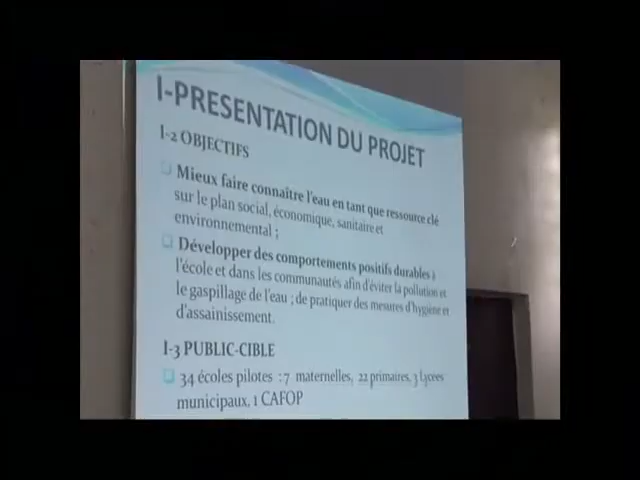 I-PRESENTATION DU PROJET
I-2 OBJECTIFS
Mieux faire connaître l'eau en tant que ressource clé
sur le plan social, économique, sanitaire et
environnemental ;
Développer des comportements positifs durables à
l'école et dans les communautés afin d'éviter la pollution et
le gaspillage de l'eau ; de pratiquer des mesures d'hygiène et
d'assainissement.
I-3 PUBLIC-CIBLE
34 écoles pilotes : 7 maternelles, 22 primaires, 3 Lycées
municipaux, 1 CAFOP